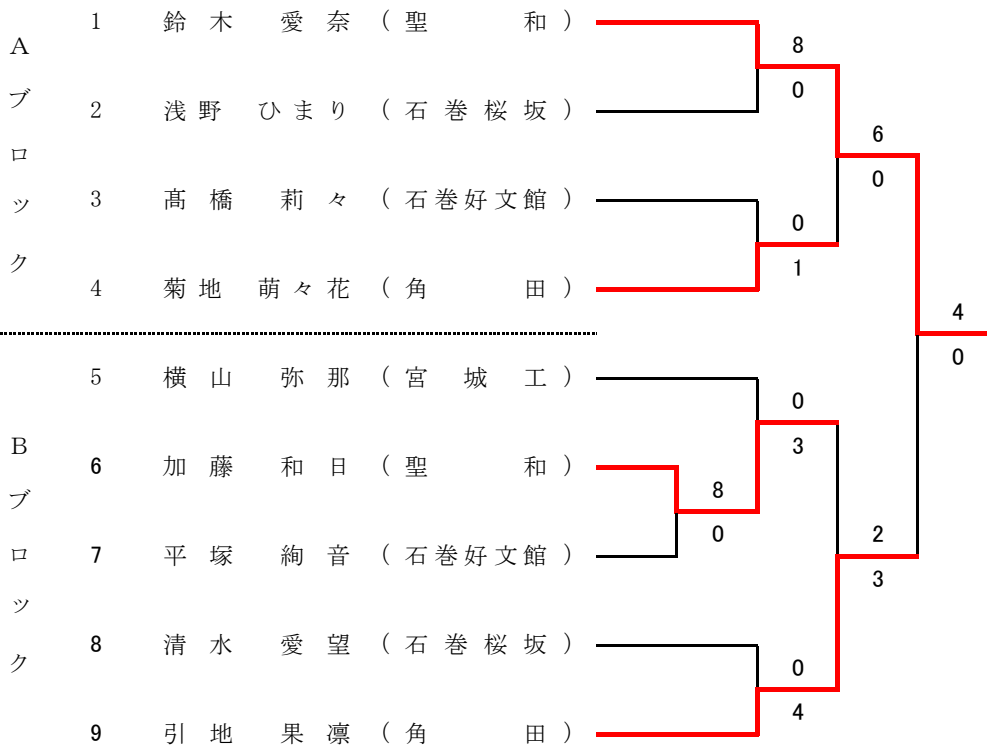 Aブロック
1 鈴木 愛奈 (聖和)
8
2 浅野 ひまり (石巻桜坂)
0
6
3 髙橋 莉々 (石巻好文館)
0
0
1
4 菊地 萌々花 (角田)
4
0
Bブロック
5 横山 弥那 (宮城工)
0
6 加藤 和日 (聖和)
3
8
0
7 平塚 絢音 (石巻好文館)
2
3
8 清水 愛望 (石巻桜坂)
0
4
9 引地 果凛 (角田)